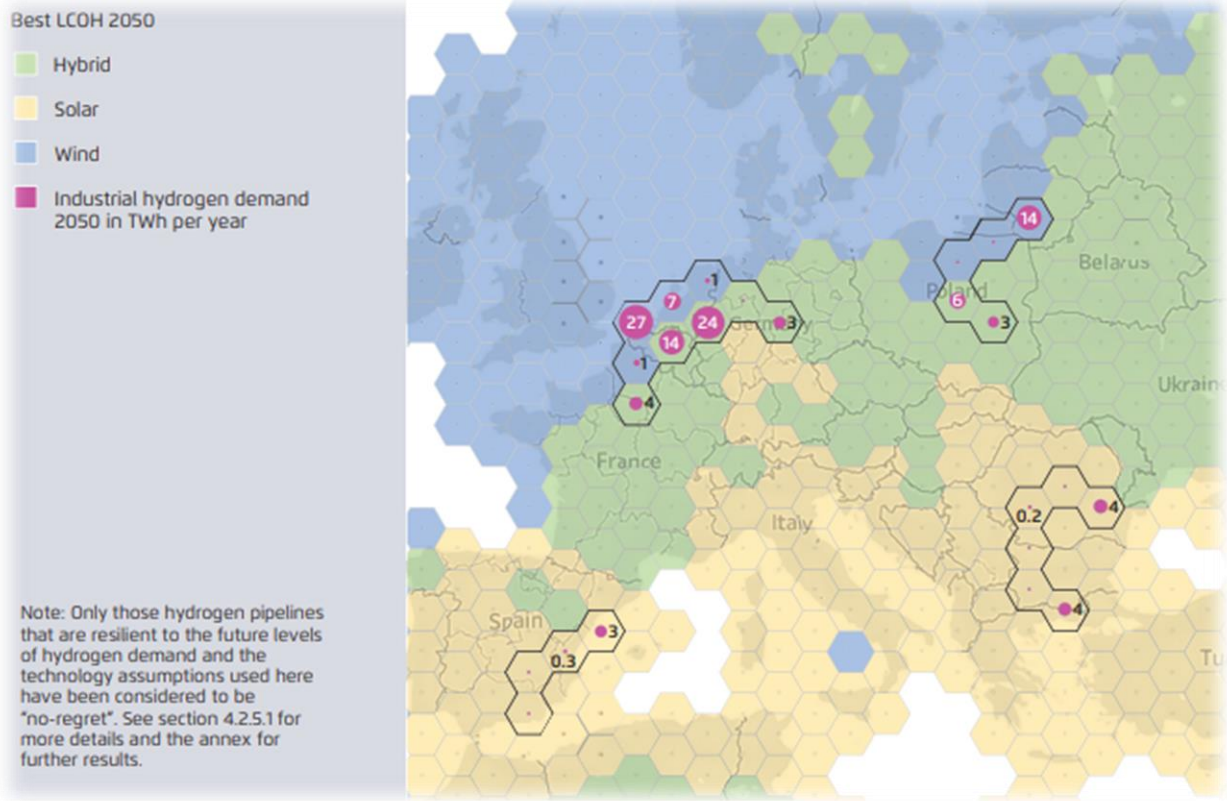 Best LCOH 2050
Hybrid
Solar
Wind
Industrial hydrogen demand
2050 in TWh per year
14
Belarus
1
7
Poland
6
27
24
Germany
3
3
14
1
Ukrain
4
France
4
0.2
Italy
4
Note: Only those hydrogen pipelines
that are resilient to the future levels
of hydrogen demand and the
technology assumptions used here
have been considered to be
"no-regret". See section 4.2.5.1 for
more details and the annex for
further results.
Spain
3
0.3
Tu